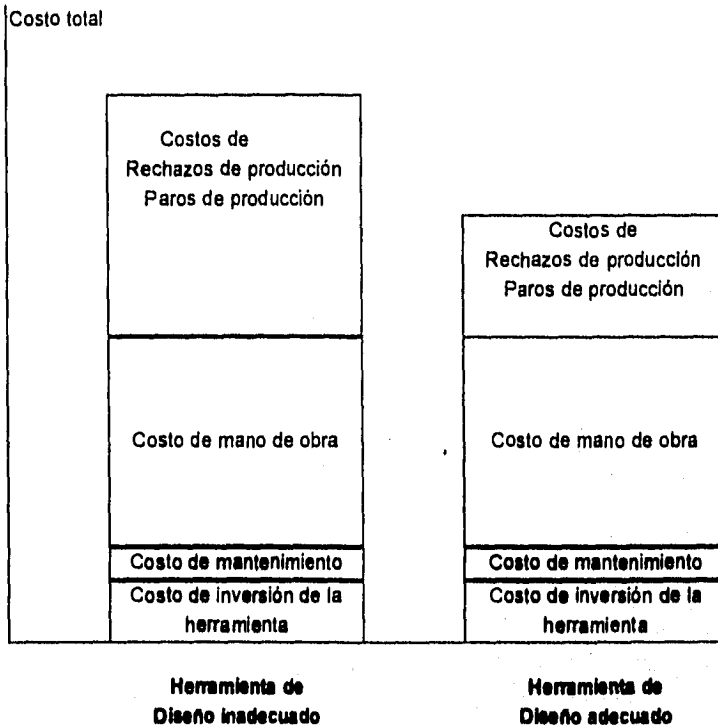 Costo total
Costos de
Rechazos de producción
Paros de producción
Costo de mano de obra
Costo de mantenimiento
Costo de inversión de la
herramienta
Herramienta de
Diseño inadecuado
Costos de
Rechazos de producción
Paros de producción
Costo de mano de obra
Costo de mantenimiento
Costo de inversión de la
herramienta
Herramienta de
Diseño adecuado